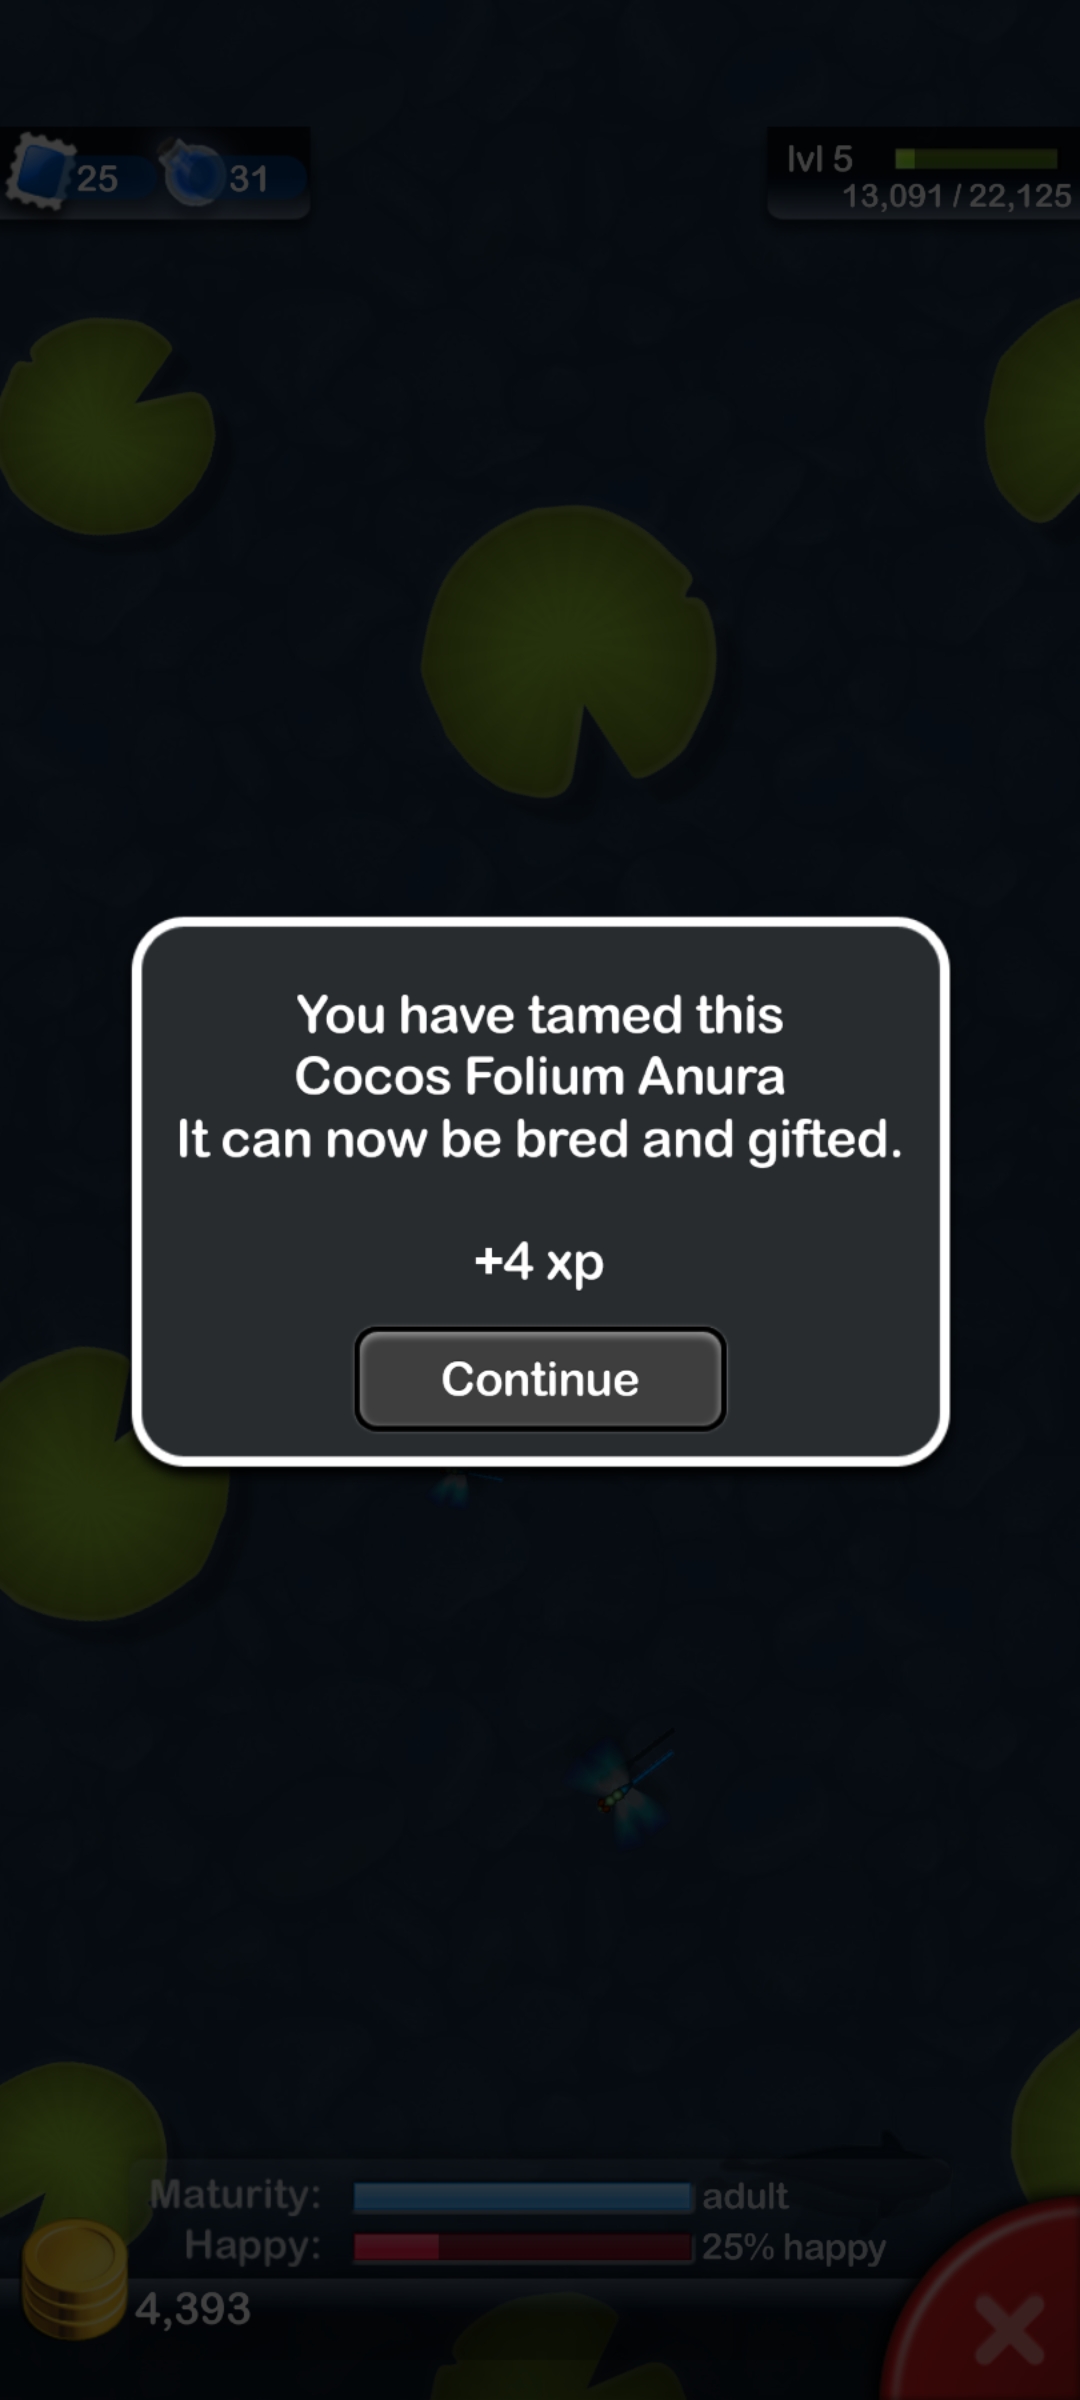 25 31
lvl 5
13,091 / 22,125
You have tamed this
Cocos Folium Anura
It can now be bred and gifted.
+4 xp
Continue
Maturity: adult
Happy: 25% happy
4,393